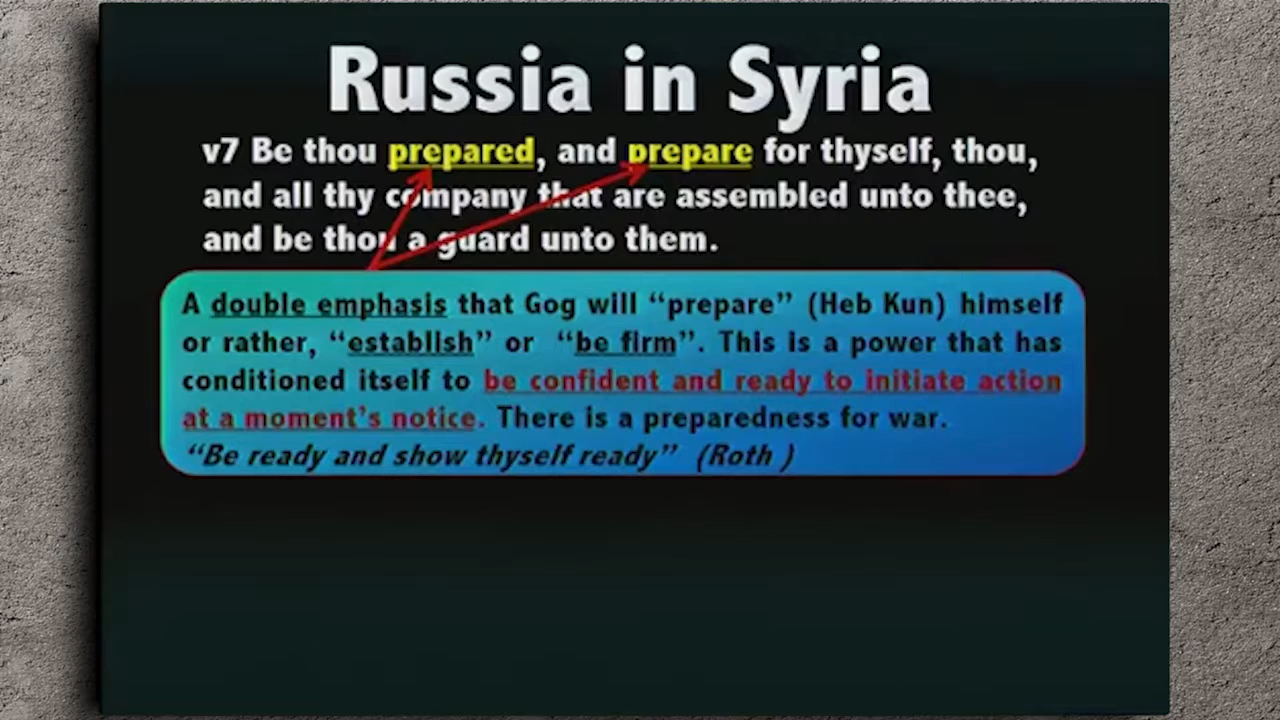 Russia in Syria
v7 Be thou prepared, and prepare for thyself, thou,
and all thy company that are assembled unto thee,
and be thou a guard unto them.
A double emphasis that Gog will “prepare” (Heb Kun) himself
or rather, “establish” or “be firm”. This is a power that has
conditioned itself to be confident and ready to initiate action
at a moment’s notice. There is a preparedness for war.
“Be ready and show thyself ready” (Roth )